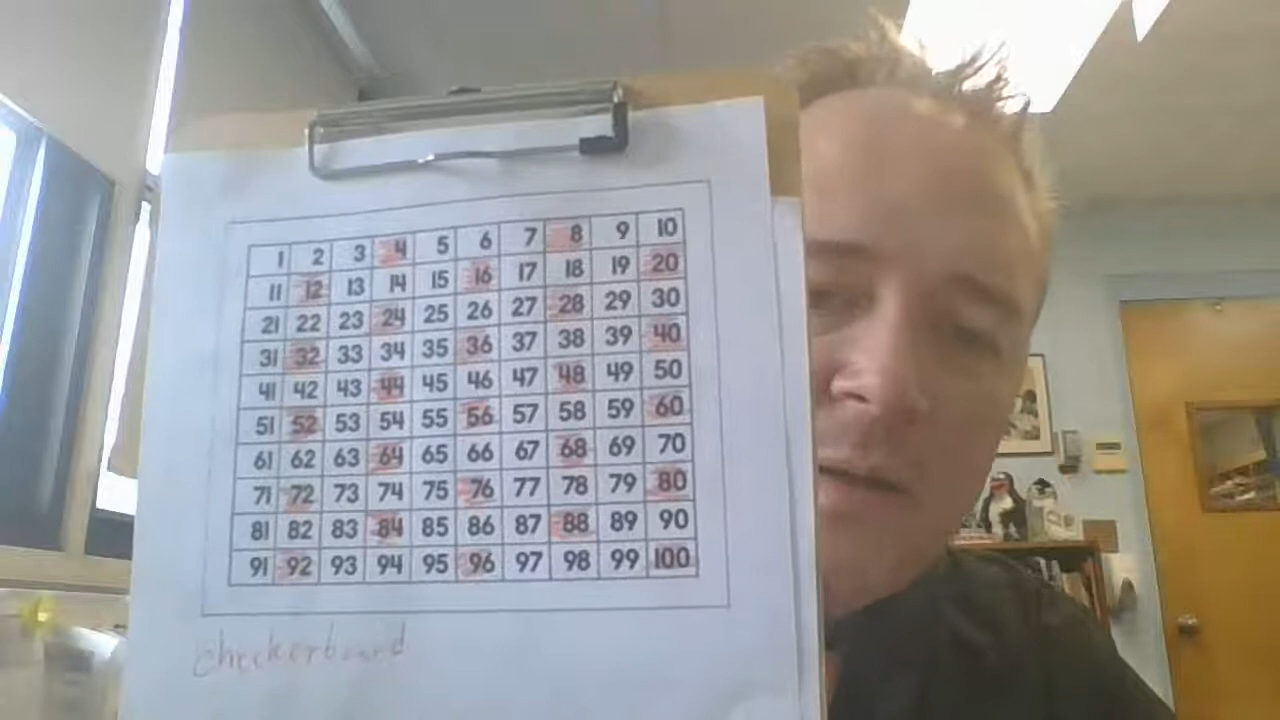 1 2 3 4 5 6 7 8 9 10
11 12 13 14 15 16 17 18 19 20
21 22 23 24 25 26 27 28 29 30
31 32 33 34 35 36 37 38 39 40
41 42 43 44 45 46 47 48 49 50
51 52 53 54 55 56 57 58 59 60
61 62 63 64 65 66 67 68 69 70
71 72 73 74 75 76 77 78 79 80
81 82 83 84 85 86 87 88 89 90
91 92 93 94 95 96 97 98 99 100
checkerboard